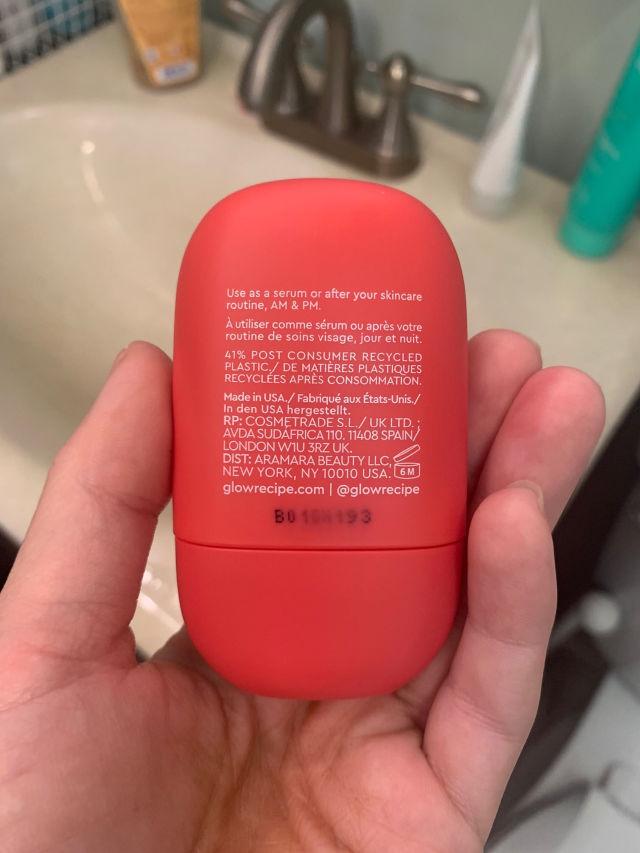 Use as a serum or after your skincare
routine, AM & PM.
À utiliser comme sérum ou après votre
routine de soins visage, jour et nuit.
41% POST CONSUMER RECYCLED
PLASTIC./ DE MATIÈRES PLASTIQUES
RECYCLÉES APRÈS CONSOMMATION.
Made in USA./ Fabriqué aux États-Unis./
In den USA hergestellt.
RP: COSMETRADE S.L./ UK LTD. ;
AVDA SUDÁFRICA 110. 11408 SPAIN/
LONDON W1U 3RZ UK.
DIST: ARAMARA BEAUTY LLC,
NEW YORK, NY 10010 USA.
6M
glowrecipe.com | @glowrecipe